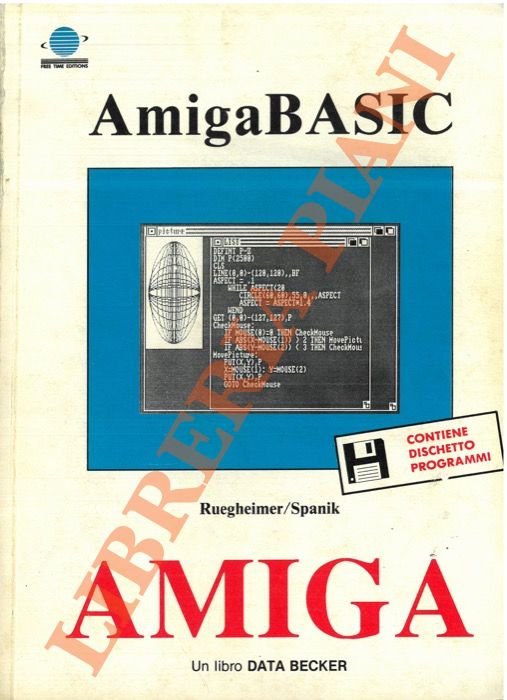 FREE TIME EDITIONS
AmigaBASIC
picture
LIST
DEFINT P-Z
DIM P(2500)
CLS
LINE(0,0)-(120,120),,BF
ASPECT = .1
WHILE ASPECT<20
CIRCLE(60,60),55,0,,,ASPECT
ASPECT = ASPECT*1.4
WEND
GET (0,0)-(127,127),P
CheckMouse:
IF MOUSE(0)=0 THEN CheckMouse
IF ABS(X-MOUSE(1)) > 2 THEN MovePictu
IF ABS(Y-MOUSE(2)) < 3 THEN CheckMous
MovePicture:
PUT(X,Y),P
X=MOUSE(1): Y=MOUSE(2)
PUT(X,Y),P
GOTO CheckMouse
CONTIENE
DISCHETTO
PROGRAMMI
Ruegheimer/Spanik
AMIGA
Un libro DATA BECKER
LIBRERIA PIANI